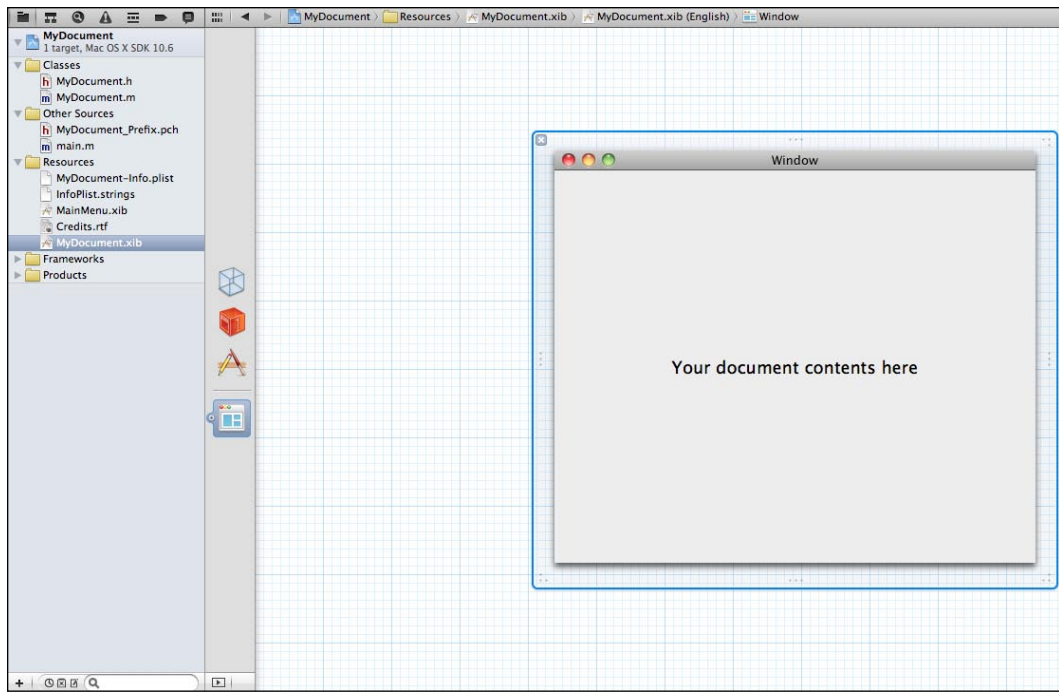 MyDocument › Resources › MyDocument.xib › MyDocument.xib (English) › Window
MyDocument
1 target, Mac OS X SDK 10.6
Classes
h MyDocument.h
m MyDocument.m
Other Sources
h MyDocument_Prefix.pch
m main.m
Resources
MyDocument-Info.plist
InfoPlist.strings
MainMenu.xib
Credits.rtf
MyDocument.xib
Frameworks
Products
Window
Your document contents here